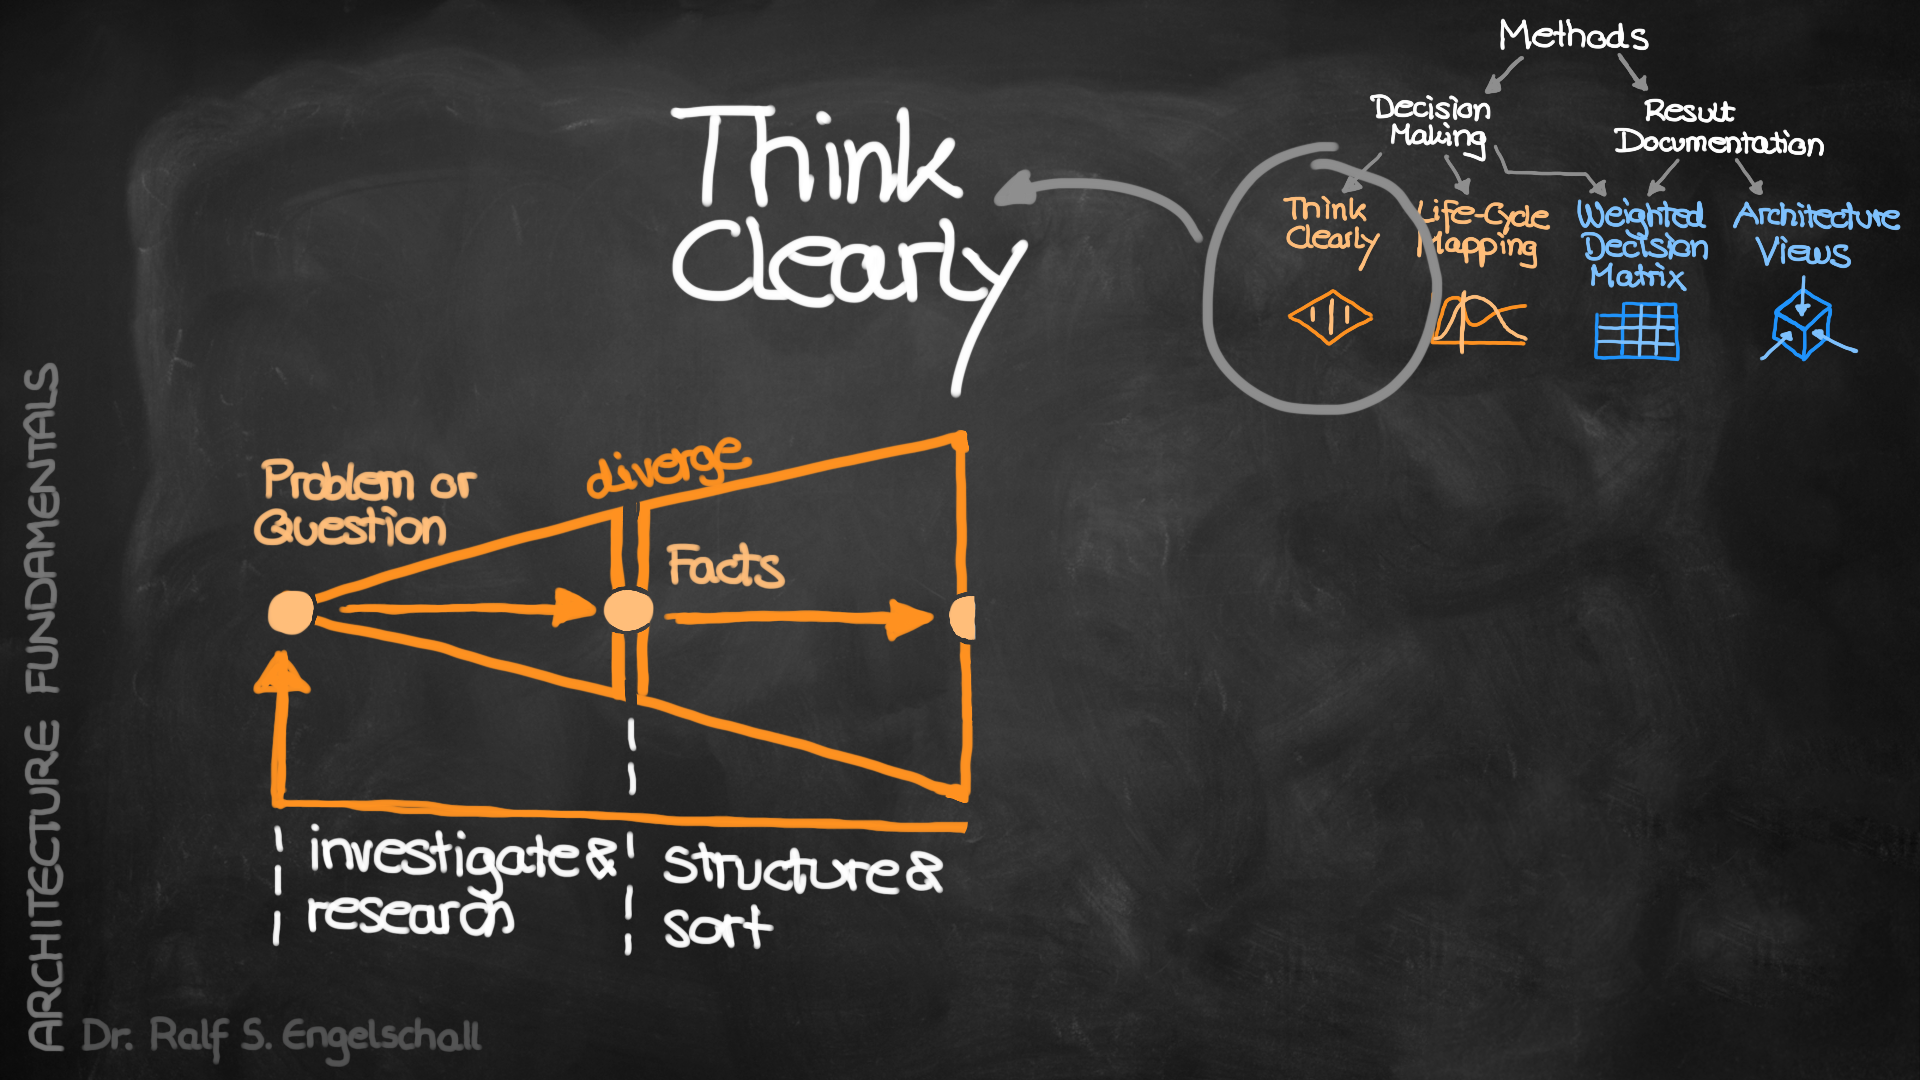 Methods
Decision
Making
Result
Documentation
Think
Clearly
Life-Cycle
Mapping
Weighted
Decision
Matrix
Architecture
Views
Think
Clearly
Problem or
Question
diverge
Facts
investigate &
research
structure &
sort
ARCHITECTURE FUNDAMENTALS
Dr. Ralf S. Engelschall